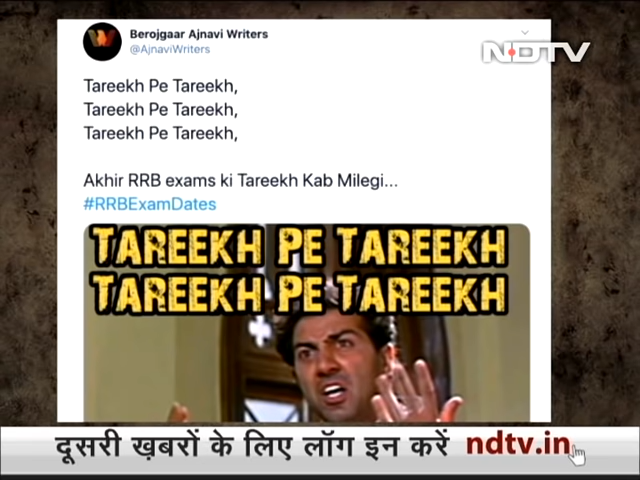 Berojgaar Ajnavi Writers
@AjnaviWriters
NDTV
Tareekh Pe Tareekh,
Tareekh Pe Tareekh,
Tareekh Pe Tareekh,
Akhir RRB exams ki Tareekh Kab Milegi...
#RRBExamDates
TAREEKH PE TAREEKH
TAREEKH PE TAREEKH
दूसरी ख़बरों के लिए लॉग इन करें ndtv.in